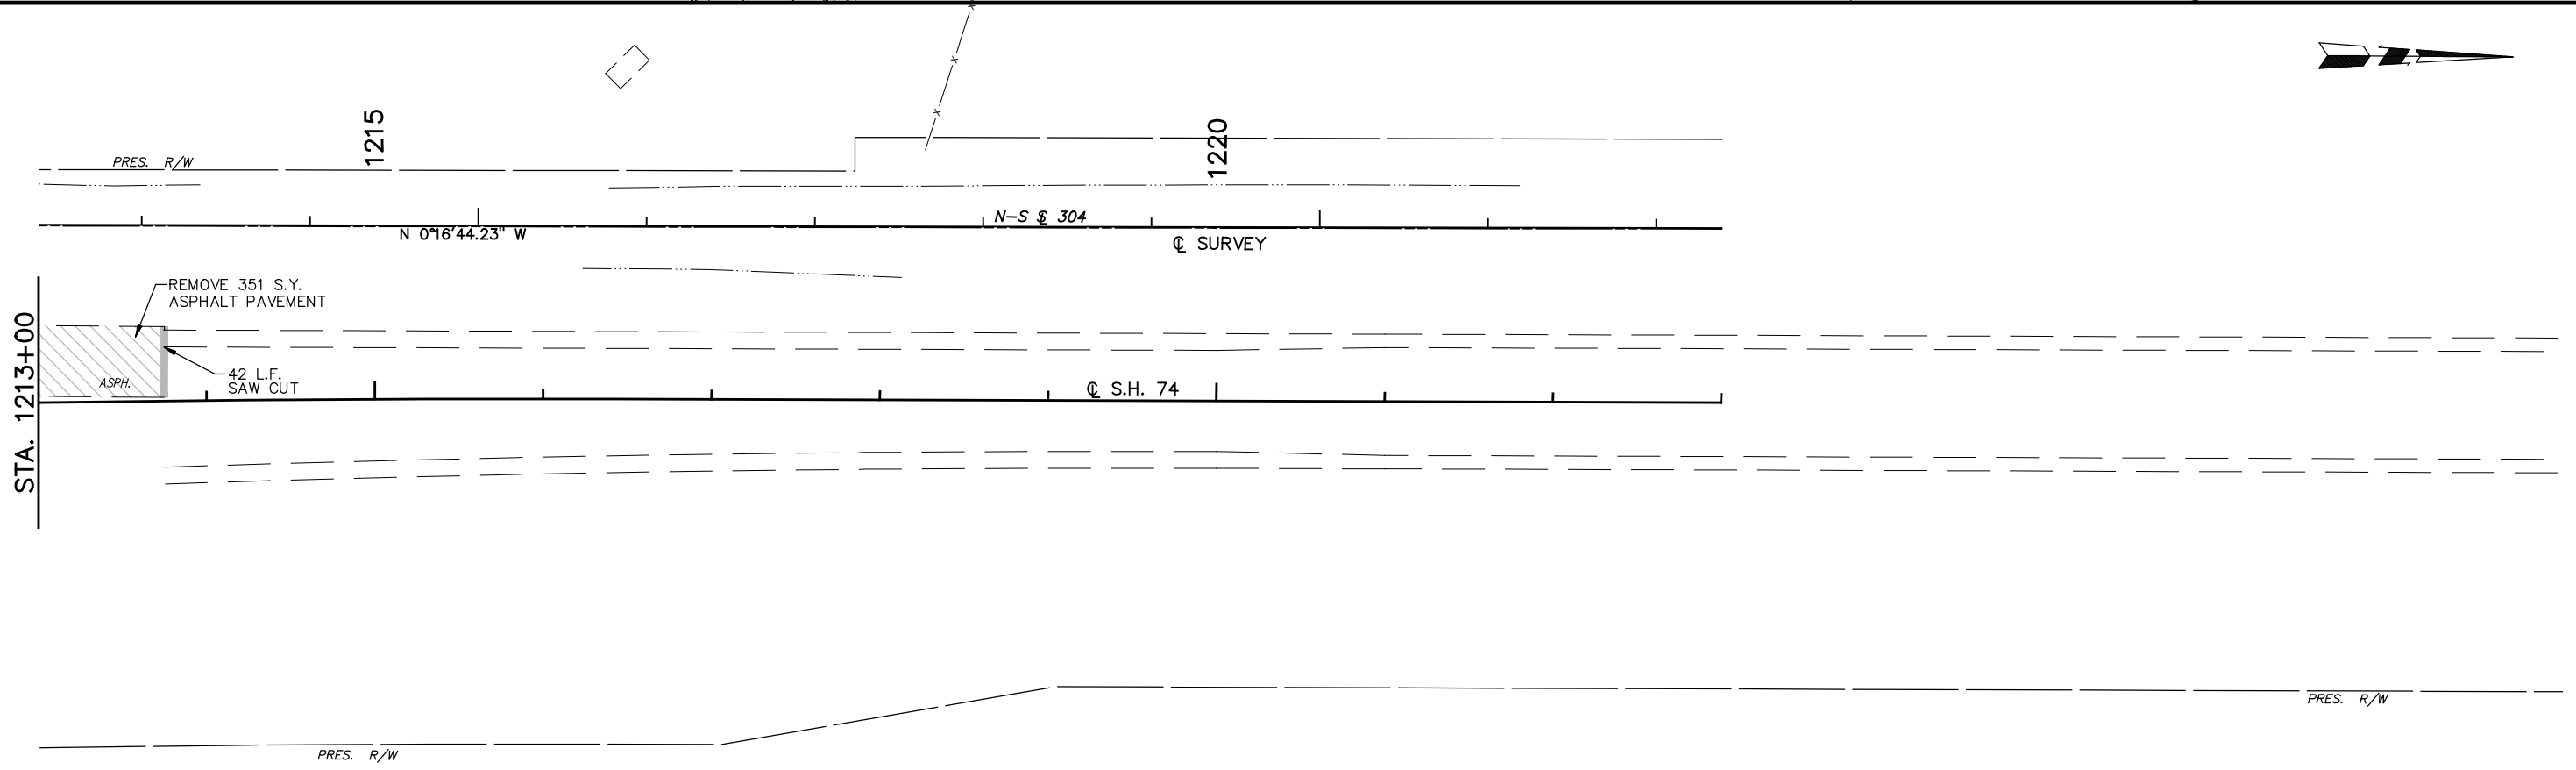 1215
1220
PRES. R/W
N-S ℄ 304
N 0°16'44.23" W
℄ SURVEY
REMOVE 351 S.Y.
ASPHALT PAVEMENT
STA. 1213+00
42 L.F.
SAW CUT
ASPH.
℄ S.H. 74
PRES. R/W
PRES. R/W